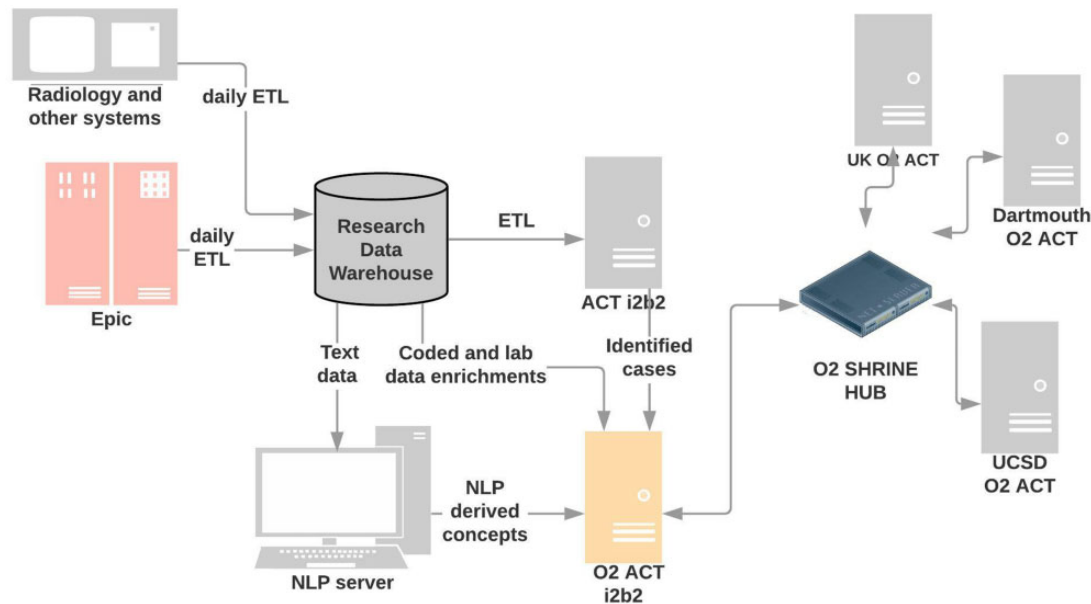 Radiology and
other systems
daily ETL
Epic
daily
ETL
Research
Data
Warehouse
ETL
ACT i2b2
Text
data
Coded and lab
data enrichments
Identified
cases
NLP server
NLP
derived
concepts
O2 ACT
i2b2
UK O2 ACT
Dartmouth
O2 ACT
O2 SHRINE
HUB
UCSD
O2 ACT